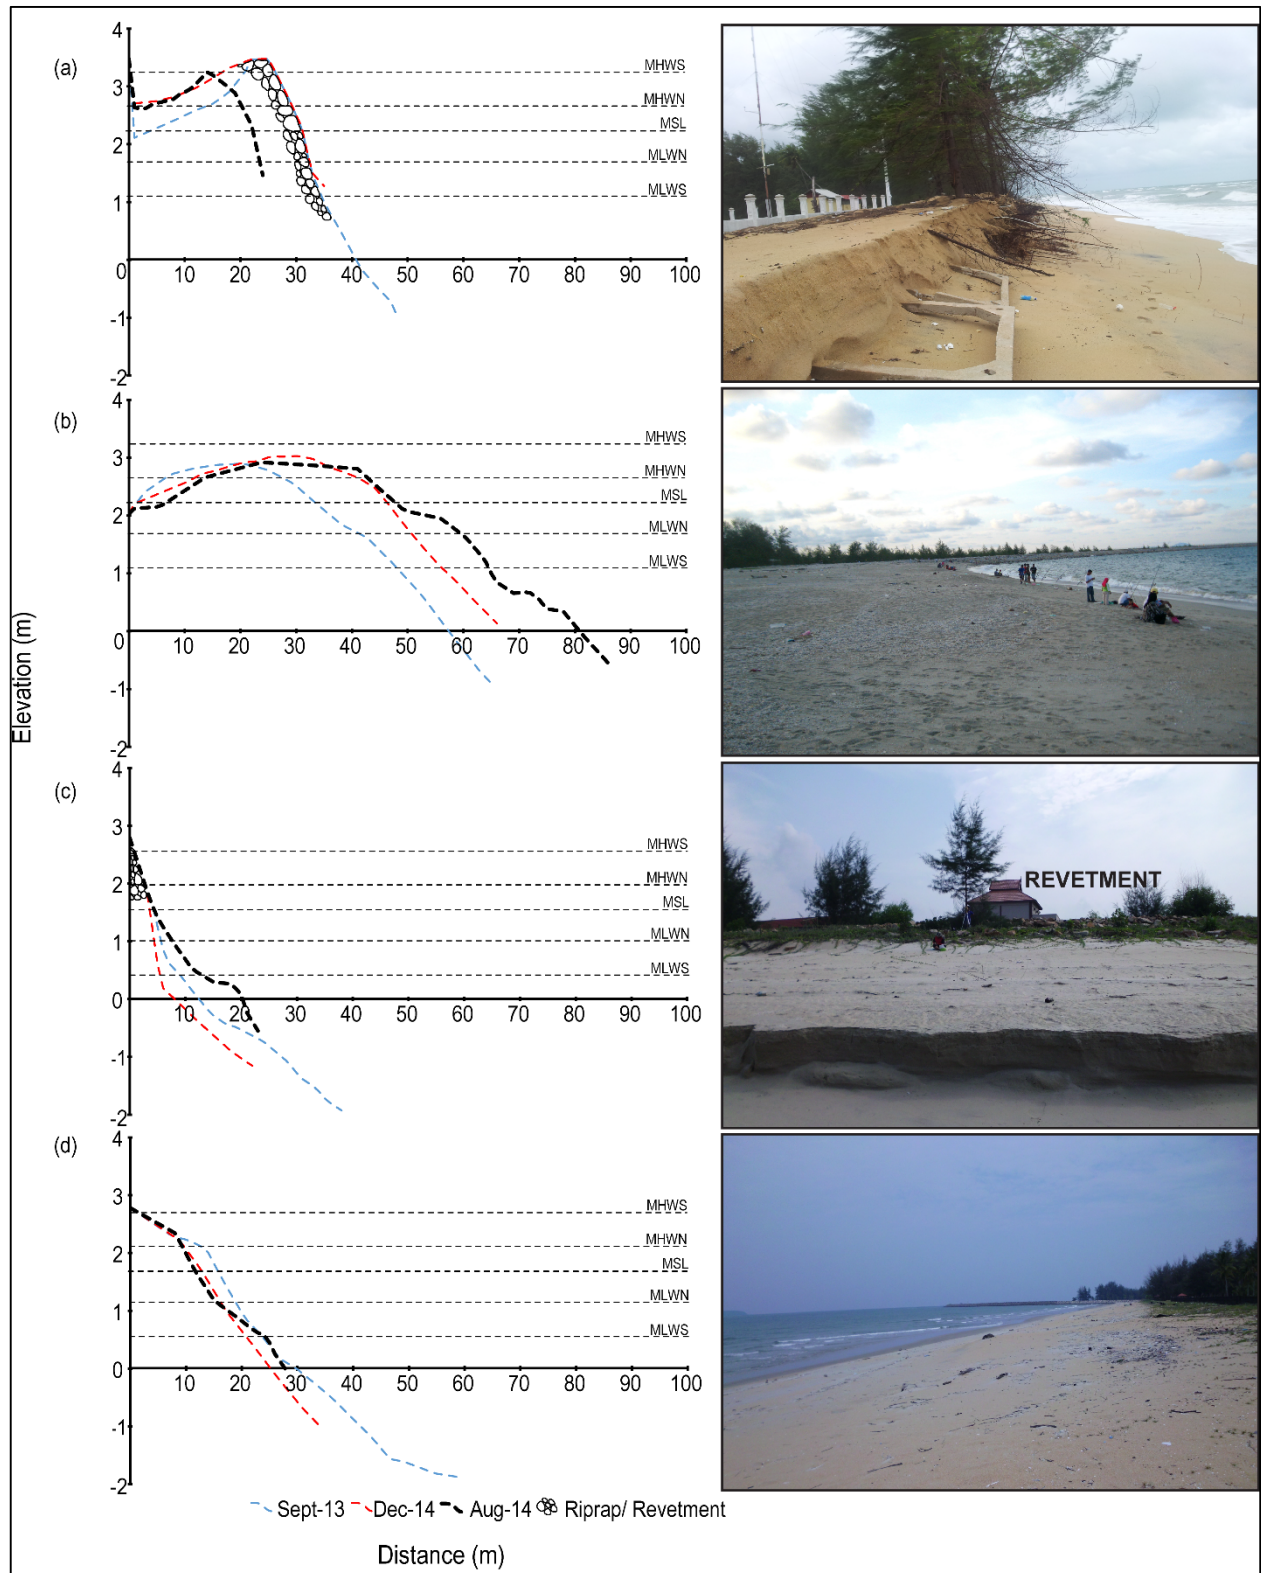 (a)
4
3
2
1
0
-1
-2
10 20 30 40 50 60 70 80 90 100
MHWS
MHWN
MSL
MLWN
MLWS
(b)
4
3
2
1
0
-1
-2
10 20 30 40 50 60 70 80 90 100
MHWS
MHWN
MSL
MLWN
MLWS
Elevation (m)
(c)
4
3
2
1
0
-1
-2
10 20 30 40 50 60 70 80 90 100
MHWS
MHWN
MSL
MLWN
MLWS
REVETMENT
(d)
4
3
2
1
0
-1
-2
10 20 30 40 50 60 70 80 90 100
MHWS
MHWN
MSL
MLWN
MLWS
Sept-13 Dec-14 Aug-14 Riprap/ Revetment
Distance (m)